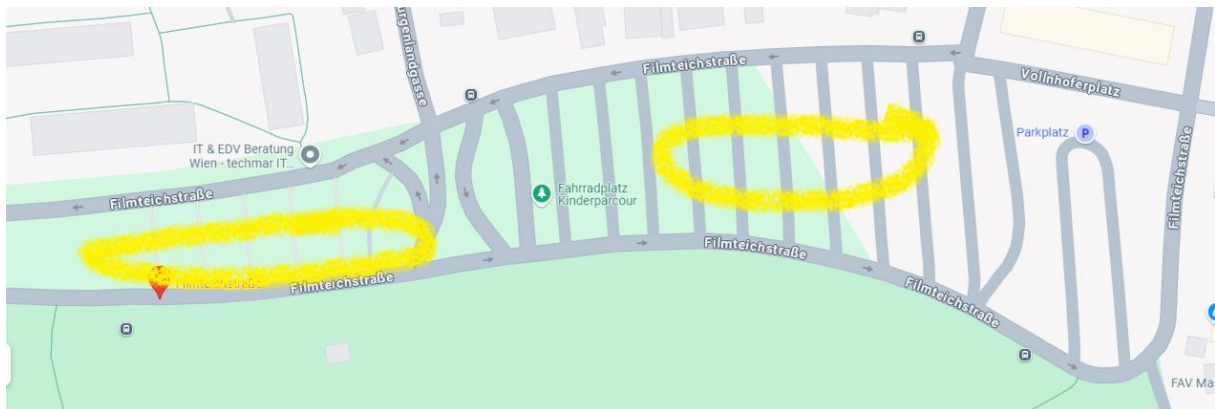 Filmteichstraße
Vollnhoferplatz
Parkplatz
P
IT & EDV Beratung
Wien - techmar IT...
Fahrradplatz
Kinderparcour
Filmteichstraße
Filmteichstraße
Filmteichstraße
Filmteichstraße
Filmteichstraße
Filmteichstraße
FAV Ma